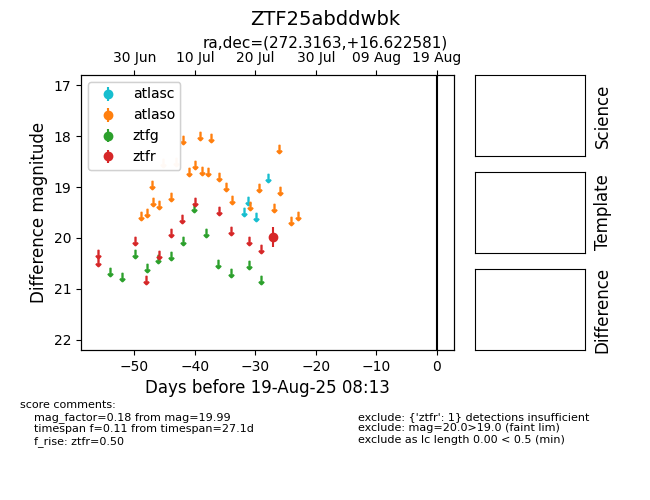 ZTF25abddwbk
ra,dec=(272.3163,+16.622581)
30 Jun 10 Jul 20 Jul 30 Jul 09 Aug 19 Aug
17
18
19
20
21
22
Difference magnitude
atlasc
atlaso
ztfg
ztfr
−50 −40 −30 −20 −10 0
Days before 19-Aug-25 08:13
Science
Template
Difference
score comments:
mag_factor=0.18 from mag=19.99
timespan f=0.11 from timespan=27.1d
f_rise: ztfr=0.50
exclude: {'ztfr': 1} detections insufficient
exclude: mag=20.0>19.0 (faint lim)
exclude as lc length 0.00 < 0.5 (min)